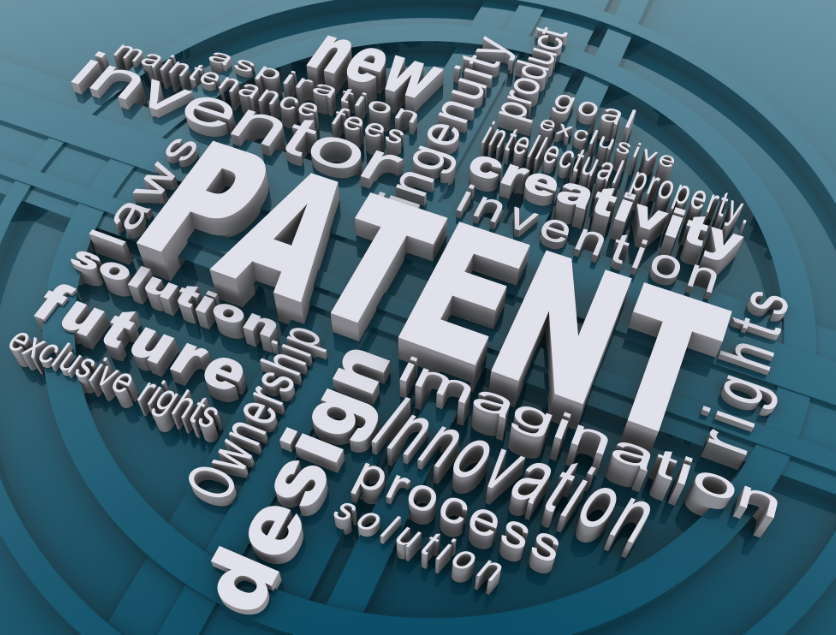 new
product
aspiration
maintenance fees
inventor
ingenuity
goal
exclusive
intellectual property,
creativity
invention
laws
PATENT
rights
solution
future
exclusive rights
Ownership
design
imagination
Innovation
process
solution